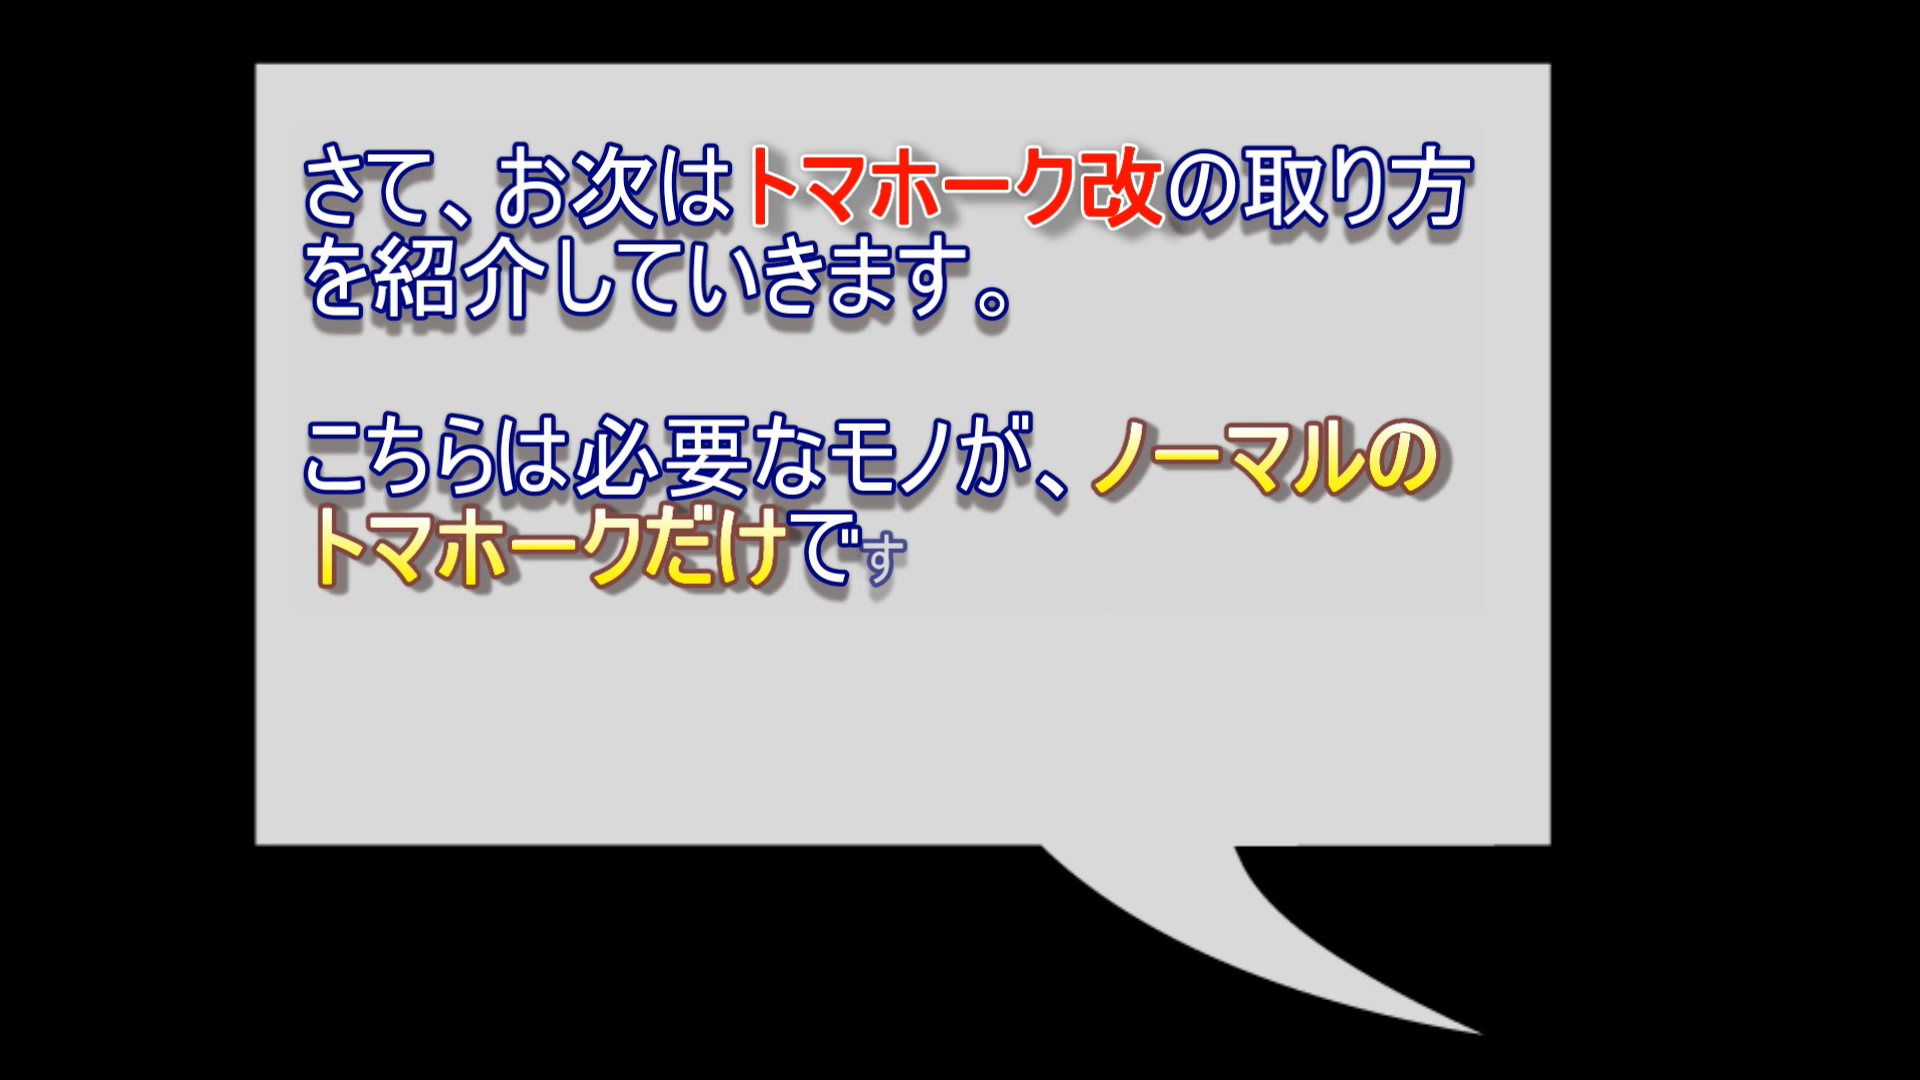 さて、お次はトマホーク改の取り方
を紹介していきます。
こちらは必要なモノが、ノーマルの
トマホークだけです